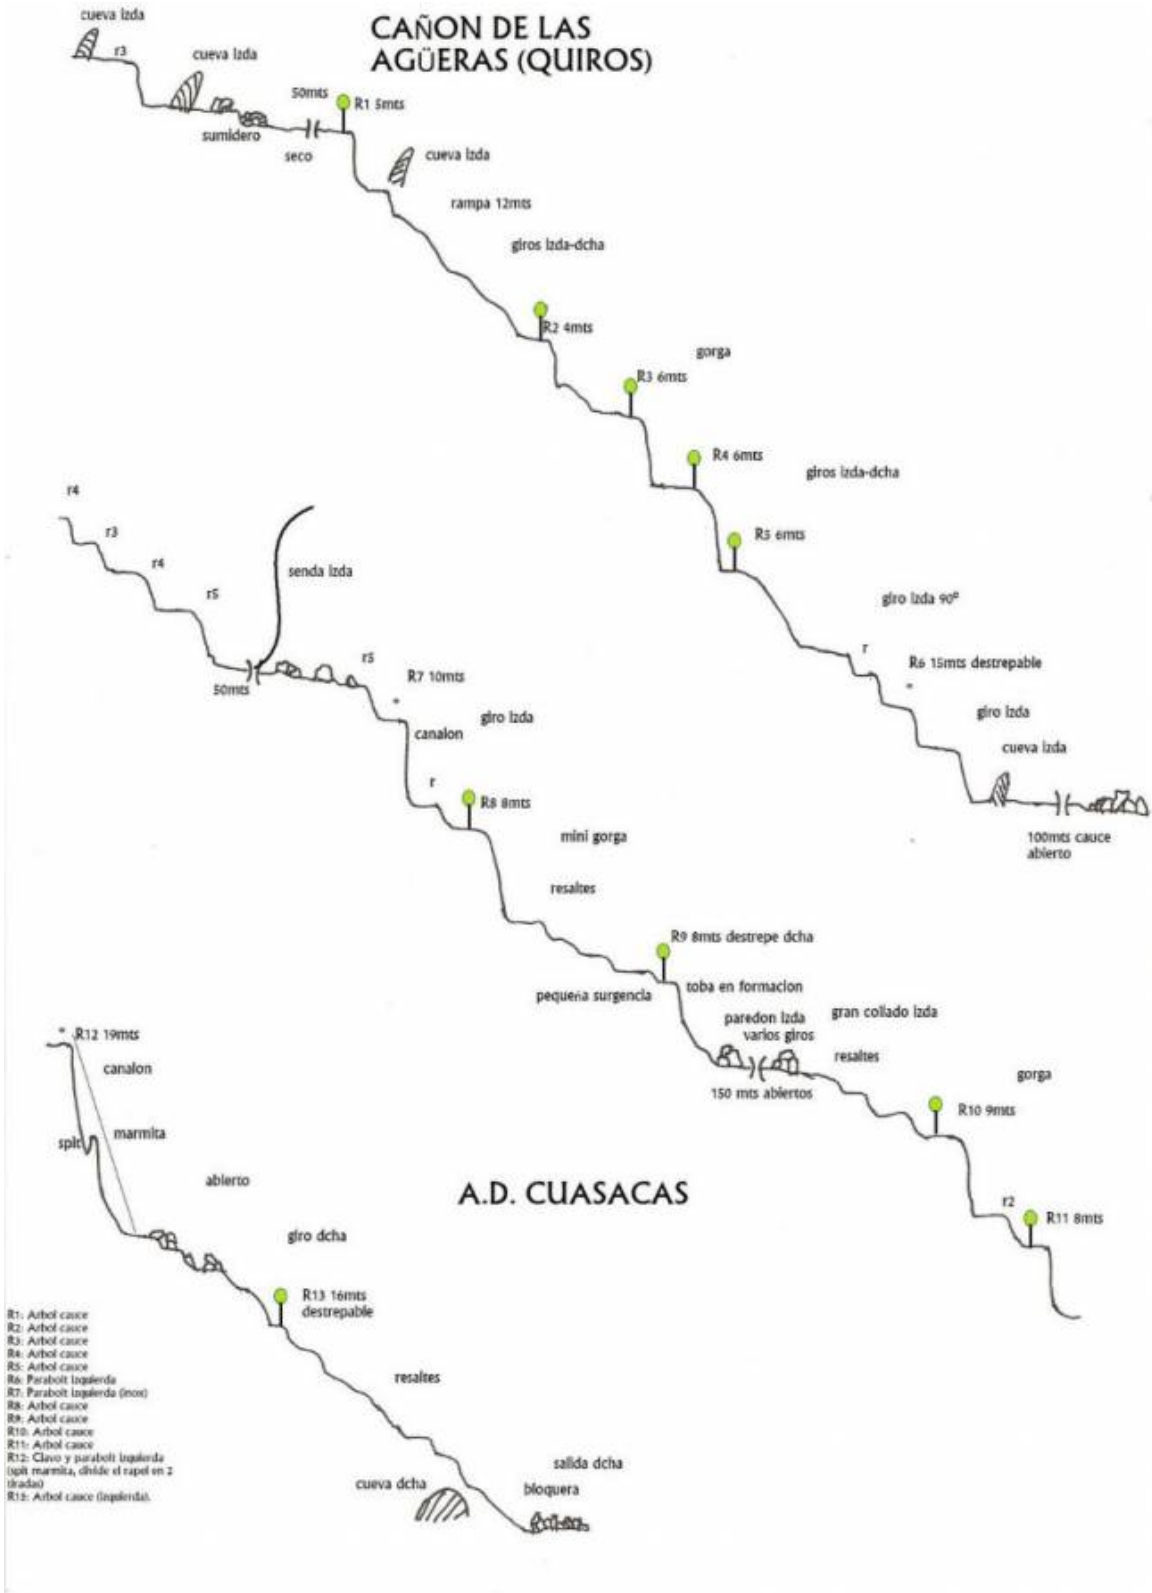 CAÑON DE LAS
AGÜERAS (QUIROS)
cueva izda
r3
cueva izda
sumidero
50mts
seco
R1 5mts
cueva izda
rampa 12mts
giros izda-dcha
R2 4mts
gorga
R3 6mts
R4 6mts
giros izda-dcha
R5 6mts
giro izda 90º
r
R6 15mts destrepable
giro izda
cueva izda
100mts cauce
abierto
r4
r3
r4
r5
senda izda
50mts
r5
R7 10mts
giro izda
canalon
r
R8 8mts
mini gorga
resaltes
R9 8mts destrepe dcha
pequeña surgencia
toba en formacion
paredon izda
varios giros
gran collado izda
150 mts abiertos
resaltes
gorga
R10 9mts
r2
R11 8mts
R12 19mts
canalon
spit
marmita
abierto
A.D. CUASACAS
giro dcha
R13 16mts
destrepable
resaltes
salida dcha
cueva dcha
bloquera
R1: Arbol cauce
R2: Arbol cauce
R3: Arbol cauce
R4: Arbol cauce
R5: Arbol cauce
R6: Parabolt izquierda
R7: Parabolt izquierda (inox)
R8: Arbol cauce
R9: Arbol cauce
R10: Arbol cauce
R11: Arbol cauce
R12: Clavo y parabolt izquierda
(spit marmita, divide el rapel en 2
tiradas)
R13: Arbol cauce (izquierda).